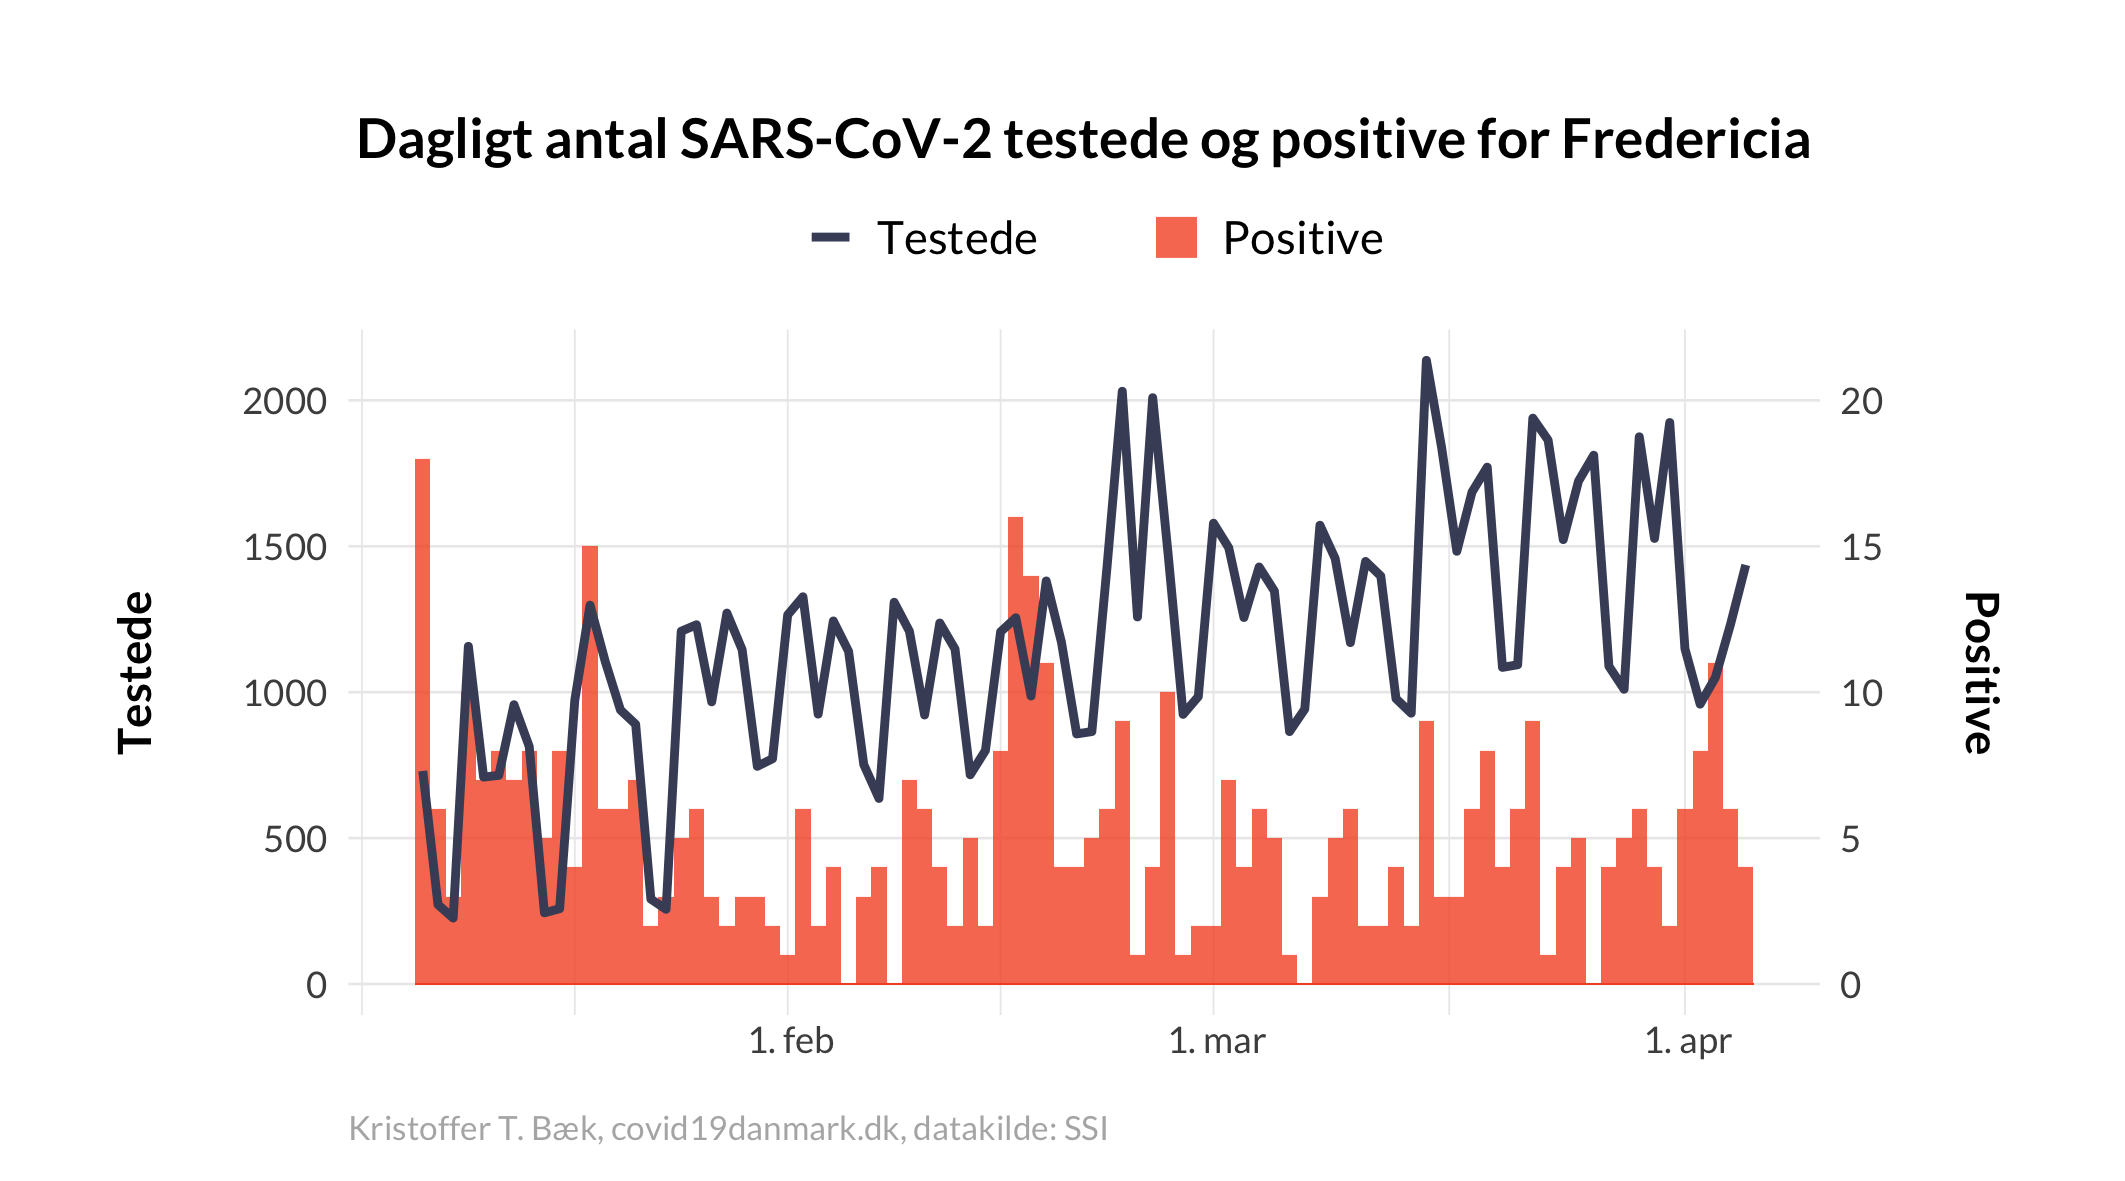 Dagligt antal SARS-CoV-2 testede og positive for Fredericia
Testede
Positive
2000
1500
1000
500
0
Testede
20
15
10
5
0
Positive
1. feb
1. mar
1. apr
Kristoffer T. Bæk, covid19danmark.dk, datakilde: SSI